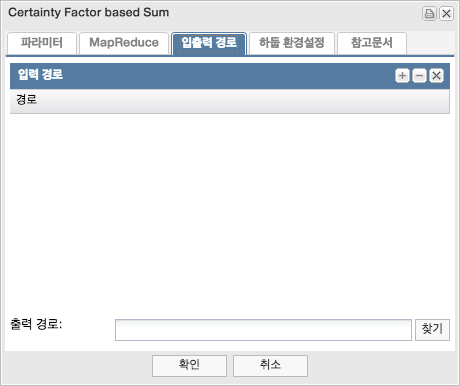 Certainty Factor based Sum
파라미터 MapReduce 입출력 경로 하둡 환경설정 참고문서
입력 경로
경로
출력 경로: 찾기
확인 취소